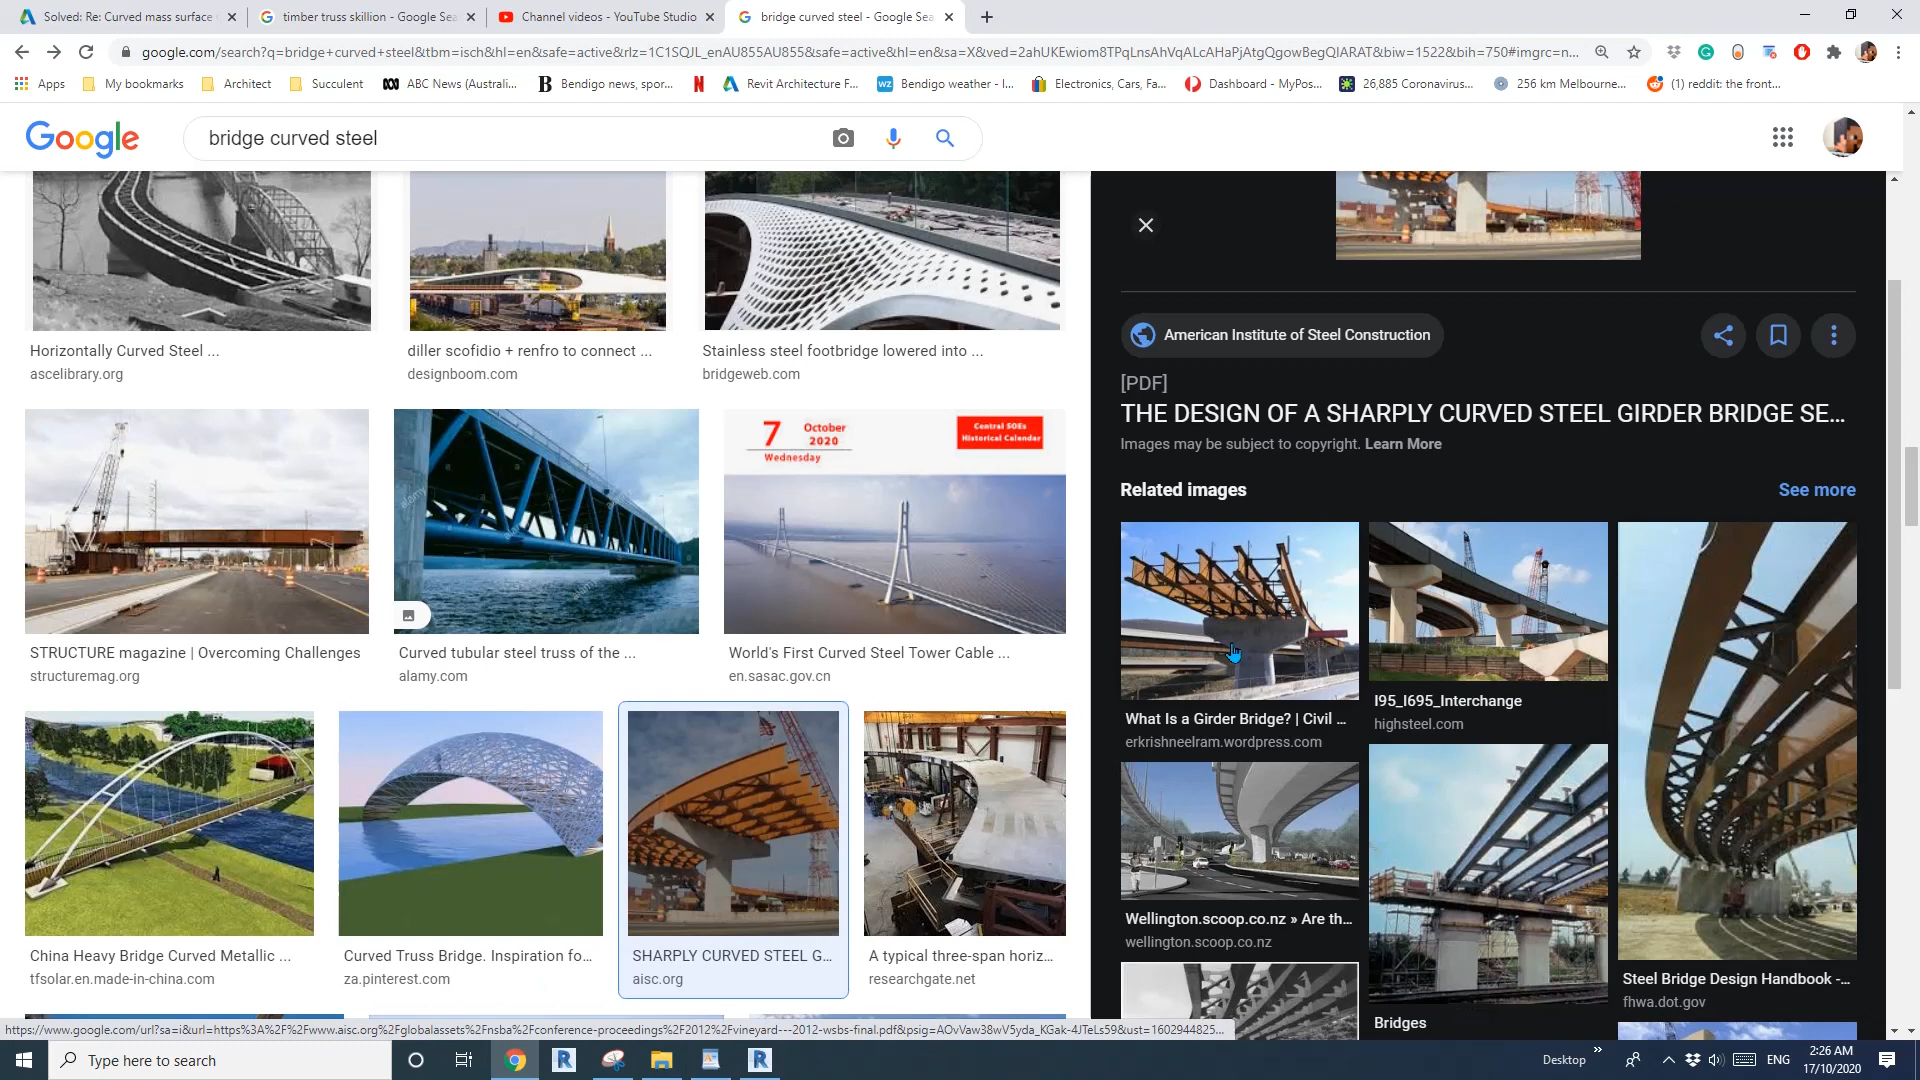 Solved: Re: Curved mass surface
timber truss skillion - Google Sea
Channel videos - YouTube Studio
bridge curved steel - Google Sea
google.com/search?q=bridge+curved+steel&tbm=isch&hl=en&safe=active&rlz=1C1SQJL_enAU855AU855&safe=active&hl=en&sa=X&ved=2ahUKEwiom8TPqLnsAhVqALcAHaPjAtgQgowBegQIARAT&biw=1522&bih=750#imgrc=n...
Apps
My bookmarks
Architect
Succulent
ABC News (Australi...
Bendigo news, spor...
Revit Architecture F...
Bendigo weather - I...
Electronics, Cars, Fa...
Dashboard - MyPos...
26,885 Coronavirus...
256 km Melbourne...
(1) reddit: the front...
Google
bridge curved steel
Horizontally Curved Steel ...
ascelibrary.org
diller scofidio + renfro to connect ...
designboom.com
Stainless steel footbridge lowered into ...
bridgeweb.com
American Institute of Steel Construction
[PDF]
THE DESIGN OF A SHARPLY CURVED STEEL GIRDER BRIDGE SE...
Images may be subject to copyright. Learn More
Related images
See more
7 October 2020
Wednesday
Central SOEs
Historical Calendar
alamy
STRUCTURE magazine | Overcoming Challenges
structuremag.org
Curved tubular steel truss of the ...
alamy.com
World's First Curved Steel Tower Cable ...
en.sasac.gov.cn
What Is a Girder Bridge? | Civil ...
erkrishneelram.wordpress.com
I95_I695_Interchange
highsteel.com
China Heavy Bridge Curved Metallic ...
tfsolar.en.made-in-china.com
Curved Truss Bridge. Inspiration fo...
za.pinterest.com
SHARPLY CURVED STEEL G...
aisc.org
A typical three-span horiz...
researchgate.net
Wellington.scoop.co.nz » Are th...
wellington.scoop.co.nz
Steel Bridge Design Handbook -...
fhwa.dot.gov
Bridges
https://www.google.com/url?sa=i&url=https%3A%2F%2Fwww.aisc.org%2Fglobalassets%2Fnsba%2Fconference-proceedings%2F2012%2Fvineyard---2012-wsbs-final.pdf&psig=AOvVaw38wV5yda_KGak-4JTeLs59&ust=1602944825...
Type here to search
Desktop
ENG
2:26 AM
17/10/2020